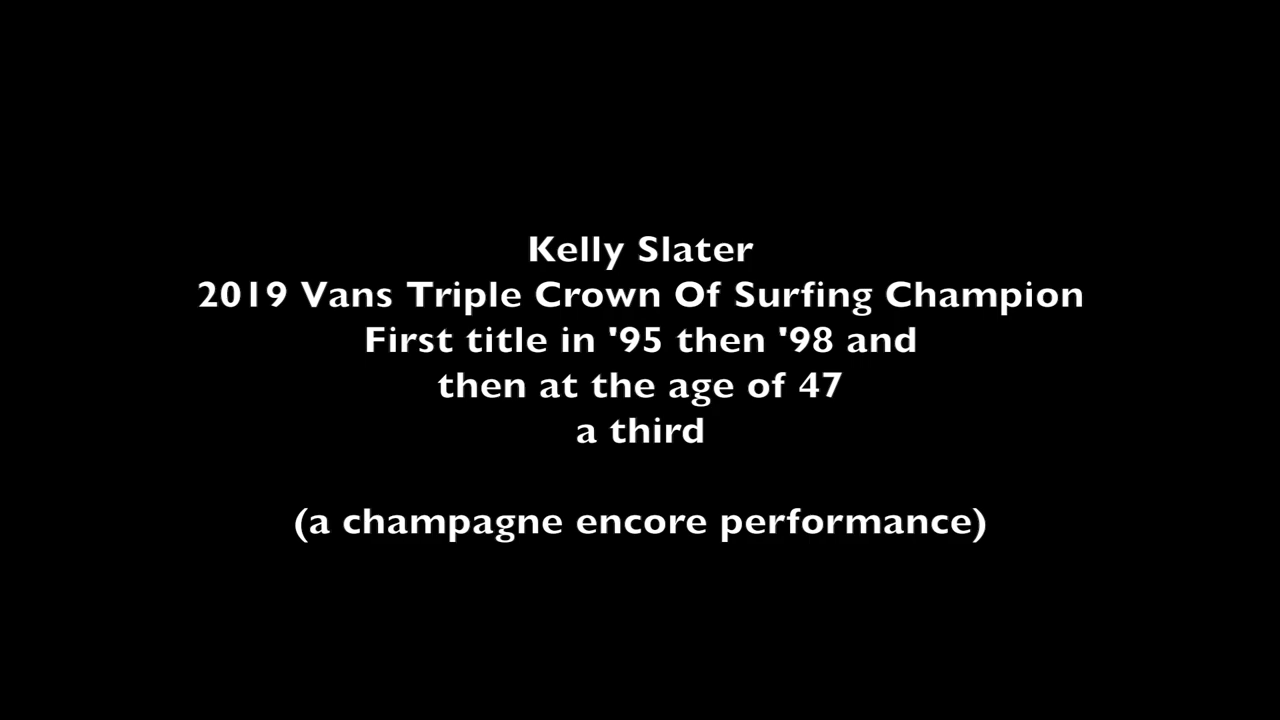 Kelly Slater
2019 Vans Triple Crown Of Surfing Champion
First title in '95 then '98 and
then at the age of 47
a third
(a champagne encore performance)